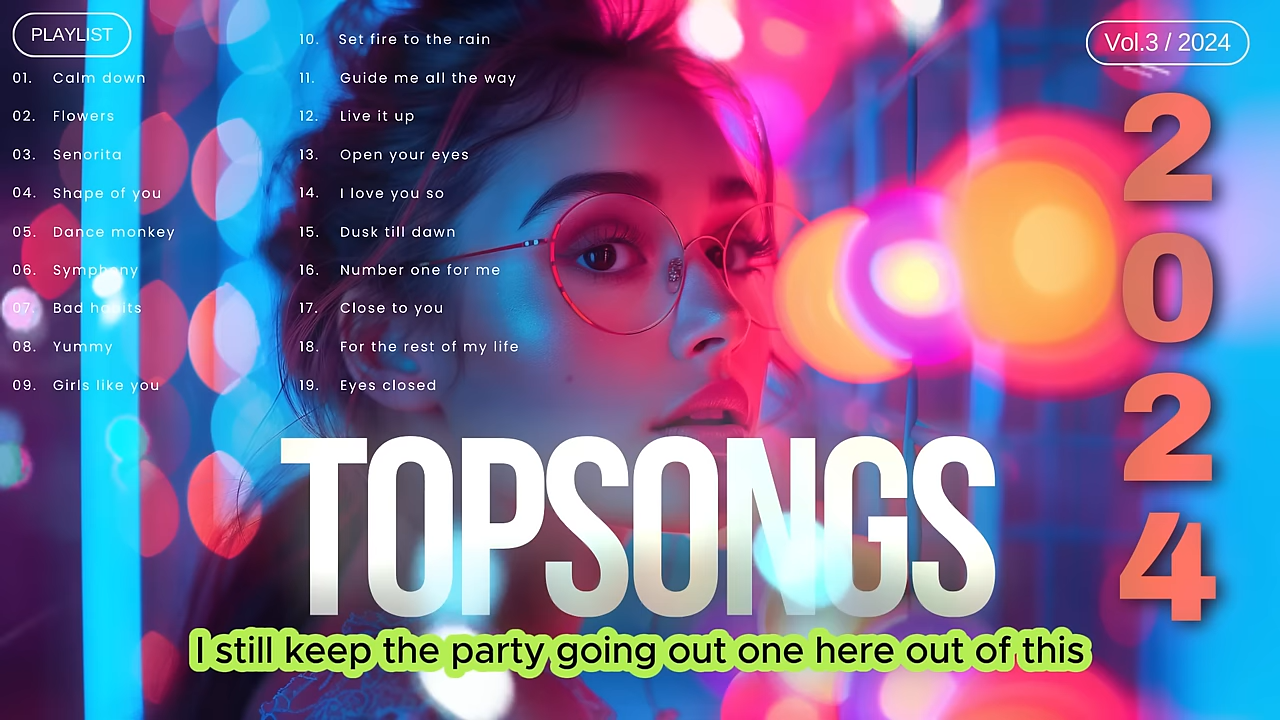 PLAYLIST
01. Calm down
02. Flowers
03. Senorita
04. Shape of you
05. Dance monkey
06. Symphony
07. Bad habits
08. Yummy
09. Girls like you
10. Set fire to the rain
11. Guide me all the way
12. Live it up
13. Open your eyes
14. I love you so
15. Dusk till dawn
16. Number one for me
17. Close to you
18. For the rest of my life
19. Eyes closed
Vol.3 / 2024
2024
TOPSONGS
I still keep the party going out one here out of this